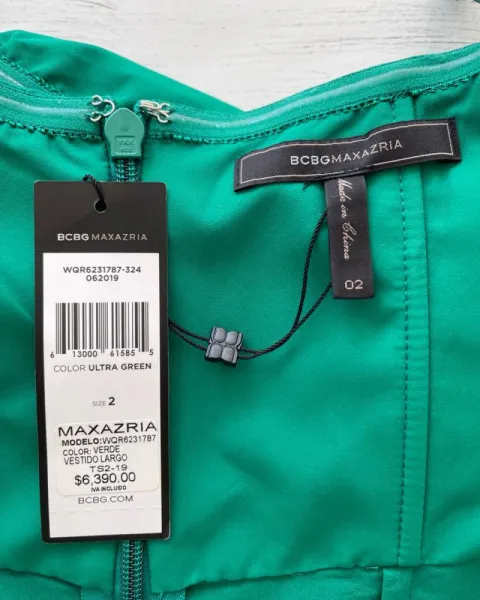 YKK
BCBGMAXAZRIA
Made in China
02
BCBGMAXAZRIA
WQR6231787-324
062019
6 13000 61585 5
COLOR ULTRA GREEN
SIZE 2
MAXAZRIA
MODELO:WQR6231787
COLOR: VERDE
VESTIDO LARGO
TS2-19
$6,390.00
IVA INCLUIDO
BCBG.COM